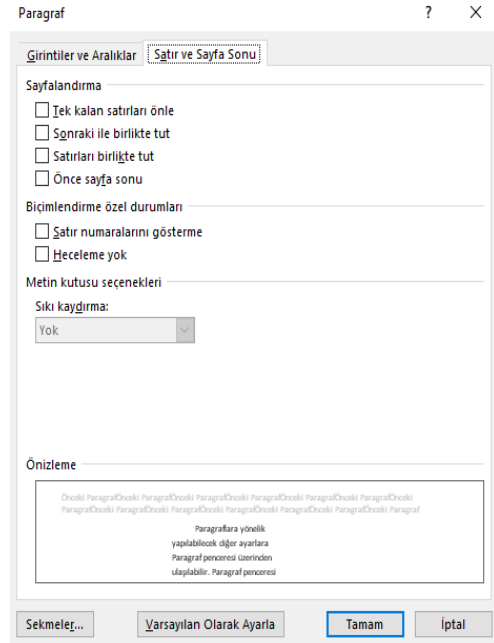 Paragraf ? X
Girintiler ve Aralıklar Satır ve Sayfa Sonu
Sayfalandırma
Tek kalan satırları önle
Sonraki ile birlikte tut
Satırları birlikte tut
Önce sayfa sonu
Biçimlendirme özel durumları
Satır numaralarını gösterme
Heceleme yok
Metin kutusu seçenekleri
Sıkı kaydırma:
Yok
Önizleme
Önceki ParagrafÖnceki ParagrafÖnceki ParagrafÖnceki ParagrafÖnceki ParagrafÖnceki ParagrafÖnceki
ParagrafÖnceki ParagrafÖnceki ParagrafÖnceki ParagrafÖnceki ParagrafÖnceki ParagrafÖnceki Paragraf
Paragraflara yönelik
yapılabilecek diğer ayarlara
Paragraf penceresi üzerinden
ulaşılabilir. Paragraf penceresi
Sekmeler... Varsayılan Olarak Ayarla Tamam İptal